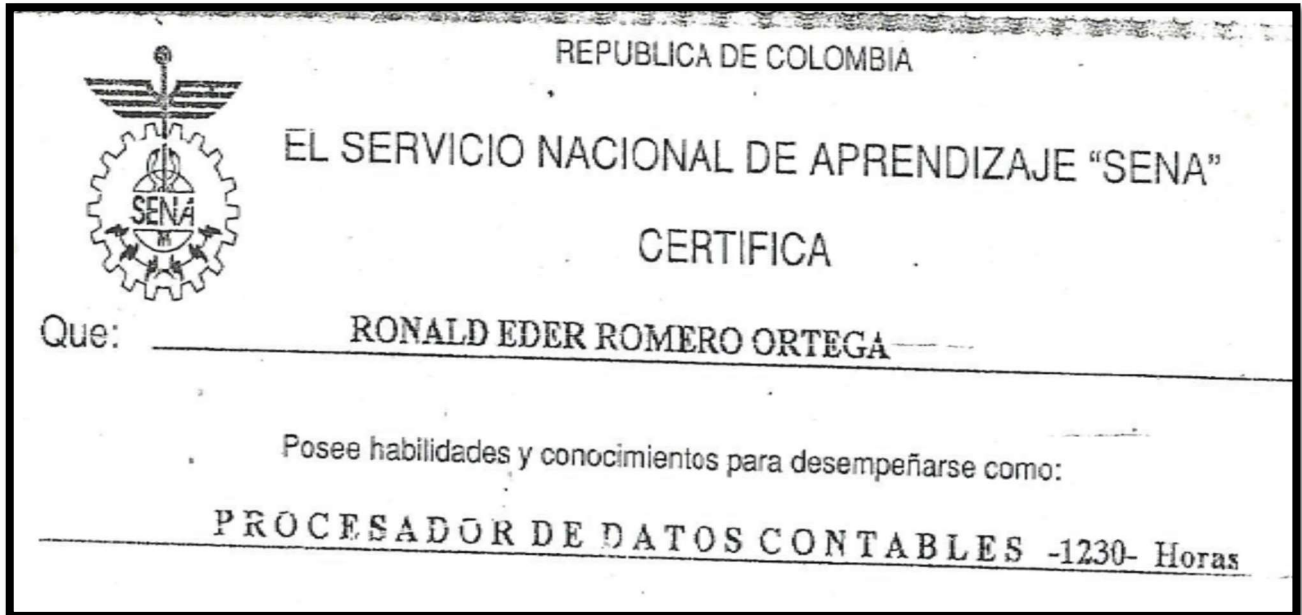 REPUBLICA DE COLOMBIA
EL SERVICIO NACIONAL DE APRENDIZAJE “SENA”
SENA
CERTIFICA
Que: RONALD EDER ROMERO ORTEGA
Posee habilidades y conocimientos para desempeñarse como:
PROCESADOR DE DATOS CONTABLES -1230- Horas